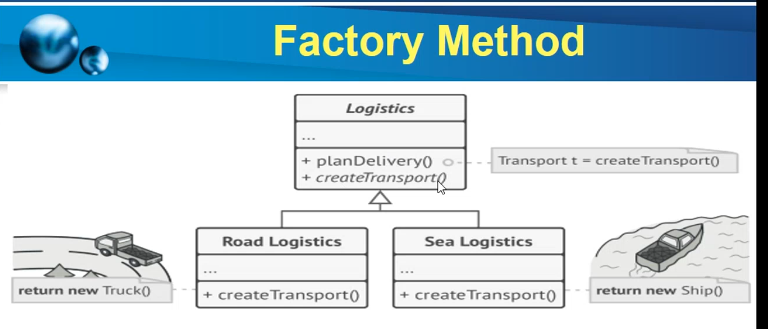 Factory Method
Logistics
...
+ planDelivery()
Transport t = createTransport()
+ createTransport()
Road Logistics
...
+ createTransport()
Sea Logistics
...
+ createTransport()
return new Truck()
return new Ship()